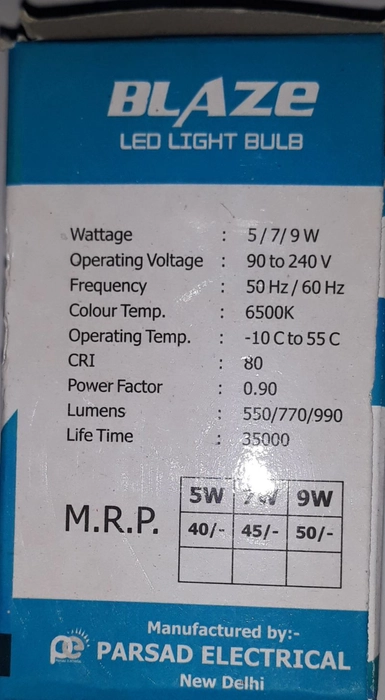 BLAZE
LED LIGHT BULB
Wattage : 5/7/9 W
Operating Voltage : 90 to 240 V
Frequency : 50 Hz / 60 Hz
Colour Temp. : 6500K
Operating Temp. : -10 C to 55 C
CRI : 80
Power Factor : 0.90
Lumens : 550/770/990
Life Time : 35000
5W 7W 9W
M.R.P. 40/- 45/- 50/-
Manufactured by:-
PARSAD ELECTRICAL
New Delhi